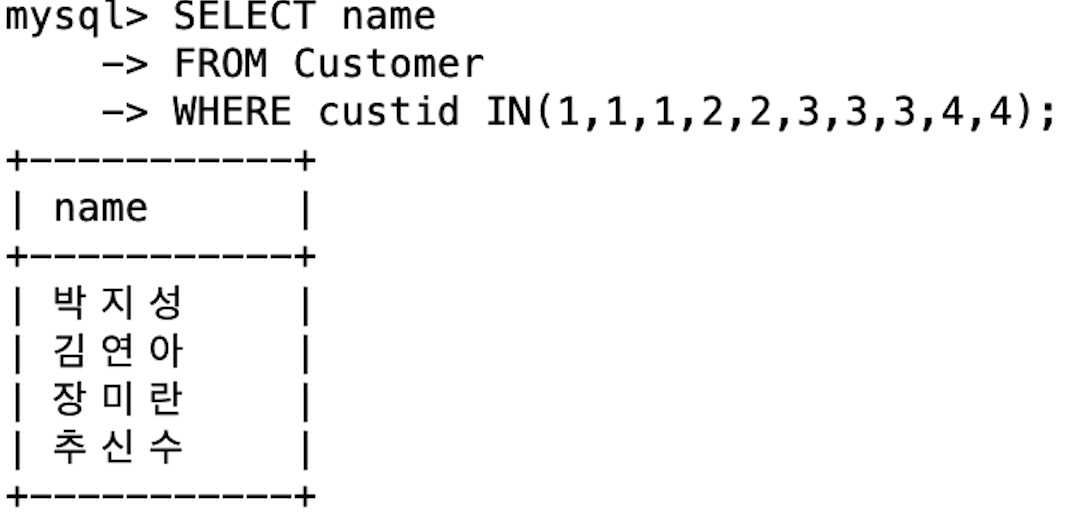 mysql> SELECT name
    -> FROM Customer
    -> WHERE custid IN(1,1,1,2,2,3,3,3,4,4);
+-----------+
| name      |
+-----------+
| 박지성    |
| 김연아    |
| 장미란    |
| 추신수    |
+-----------+